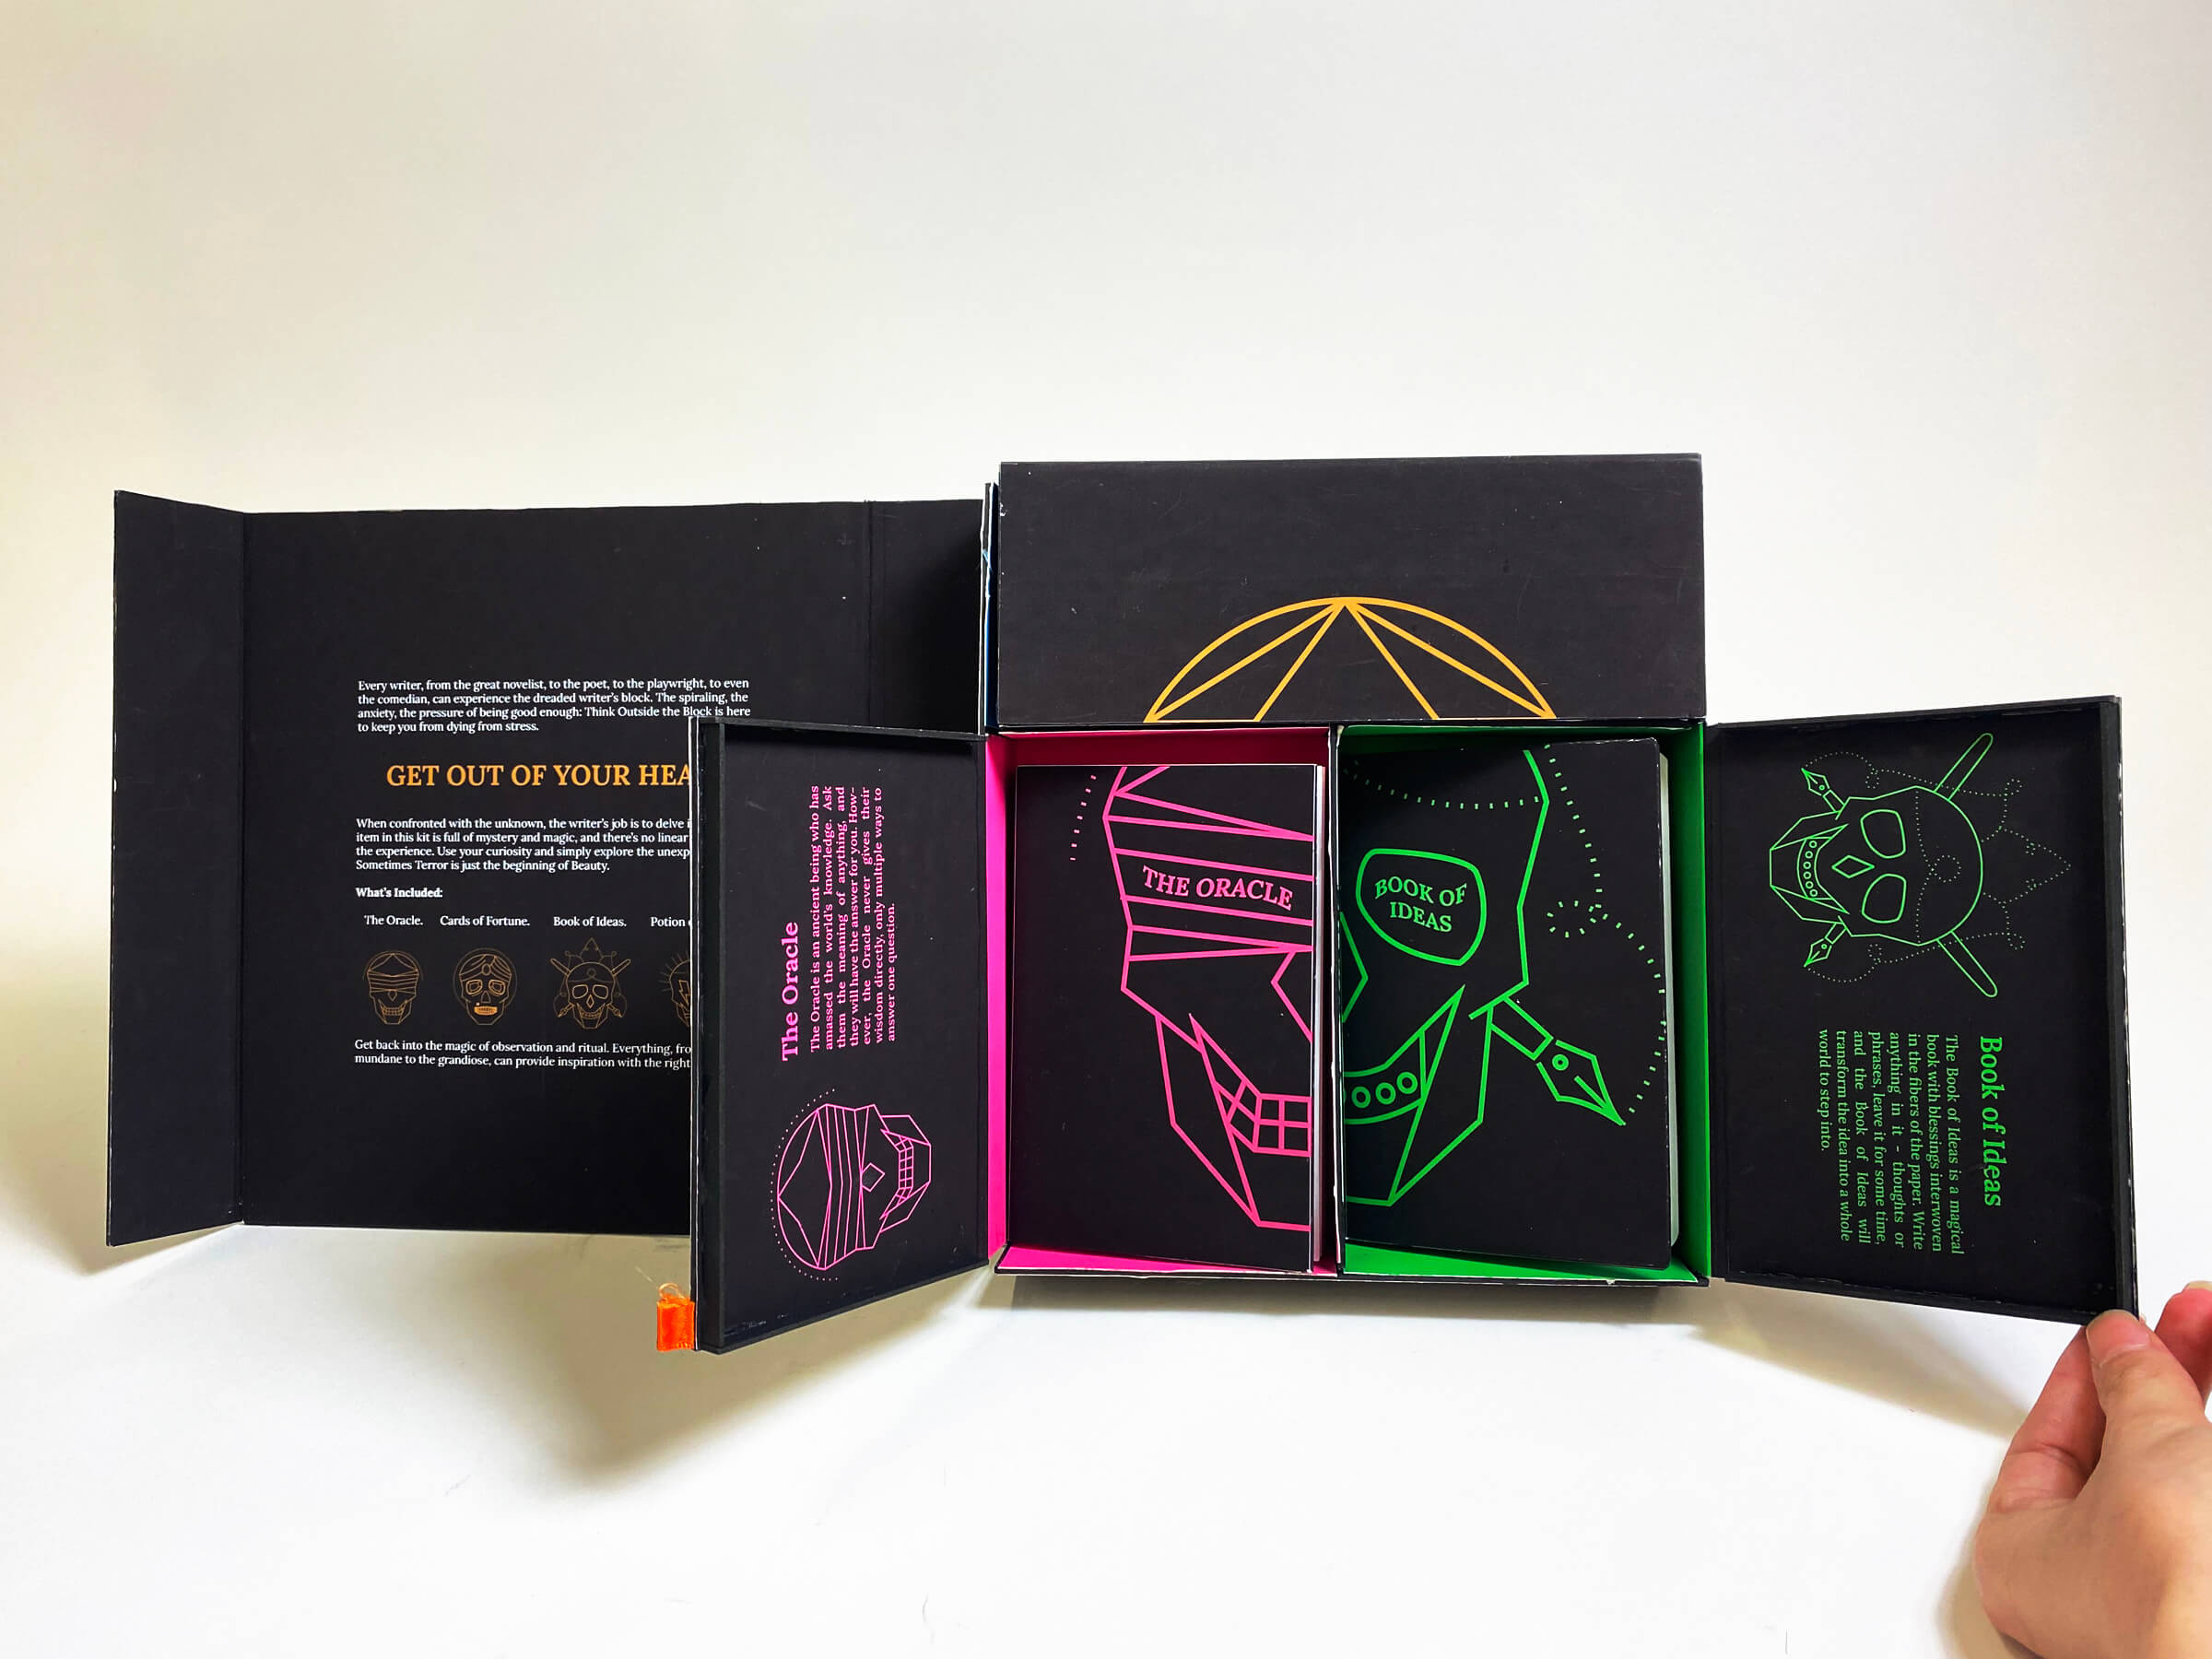 Every writer, from the great novelist, to the poet, to the playwright, to even
the comedian, can experience the dreaded writer's block. The spiraling, the
anxiety, the pressure of being good enough: Think Outside the Block is here
to keep you from dying from stress.
GET OUT OF YOUR
When confronted with the unknown, the writer's job is to delve
item in this kit is full of mystery and magic, and there's no linear
the experience. Use your curiosity and simply explore the
Sometimes Terror is just the beginning of Beauty.
What's Included:
The Oracle. Cards of Fortune. Book of Ideas. Potion
Get back into the magic of observation and ritual. Everything,
mundane to the grandiose, can provide inspiration with the right
The Oracle
The Oracle is an ancient being who has
amassed the world's knowledge. Ask
them the meaning of anything, and
they will have the answer for you. How-
ever, the Oracle never gives their
wisdom directly, only multiple ways to
answer one question.
THE ORACLE
BOOK OF
IDEAS
Book of Ideas
The Book of Ideas is a magical
book with blessings interwoven
in the fibers of the paper. Write
anything in it - thoughts or
phrases, leave it for some time,
and the Book of Ideas will
transform the idea into a whole
world to step into.